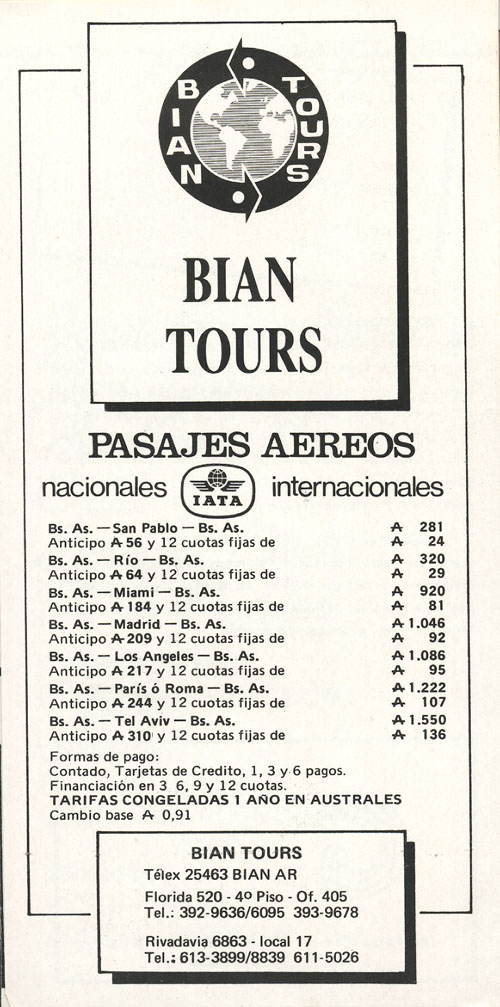 BIAN TOURS
BIAN
TOURS
PASAJES AEREOS
nacionales IATA internacionales
Bs. As. — San Pablo — Bs. As. ₳ 281
Anticipo ₳ 56 y 12 cuotas fijas de ₳ 24
Bs. As. — Río — Bs. As. ₳ 320
Anticipo ₳ 64 y 12 cuotas fijas de ₳ 29
Bs. As. — Miami — Bs. As. ₳ 920
Anticipo ₳ 184 y 12 cuotas fijas de ₳ 81
Bs. As. — Madrid — Bs. As. ₳ 1.046
Anticipo ₳ 209 y 12 cuotas fijas de ₳ 92
Bs. As. — Los Angeles — Bs. As. ₳ 1.086
Anticipo ₳ 217 y 12 cuotas fijas de ₳ 95
Bs. As. — París ó Roma — Bs. As. ₳ 1.222
Anticipo ₳ 244 y 12 cuotas fijas de ₳ 107
Bs. As. — Tel Aviv — Bs. As. ₳ 1.550
Anticipo ₳ 310 y 12 cuotas fijas de ₳ 136
Formas de pago:
Contado, Tarjetas de Credito, 1, 3 y 6 pagos.
Financiación en 3 6, 9 y 12 cuotas.
TARIFAS CONGELADAS 1 AÑO EN AUSTRALES
Cambio base ₳ 0,91
BIAN TOURS
Télex 25463 BIAN AR
Florida 520 - 4º Piso - Of. 405
Tel.: 392-9636/6095 393-9678
Rivadavia 6863 - local 17
Tel.: 613-3899/8839 611-5026